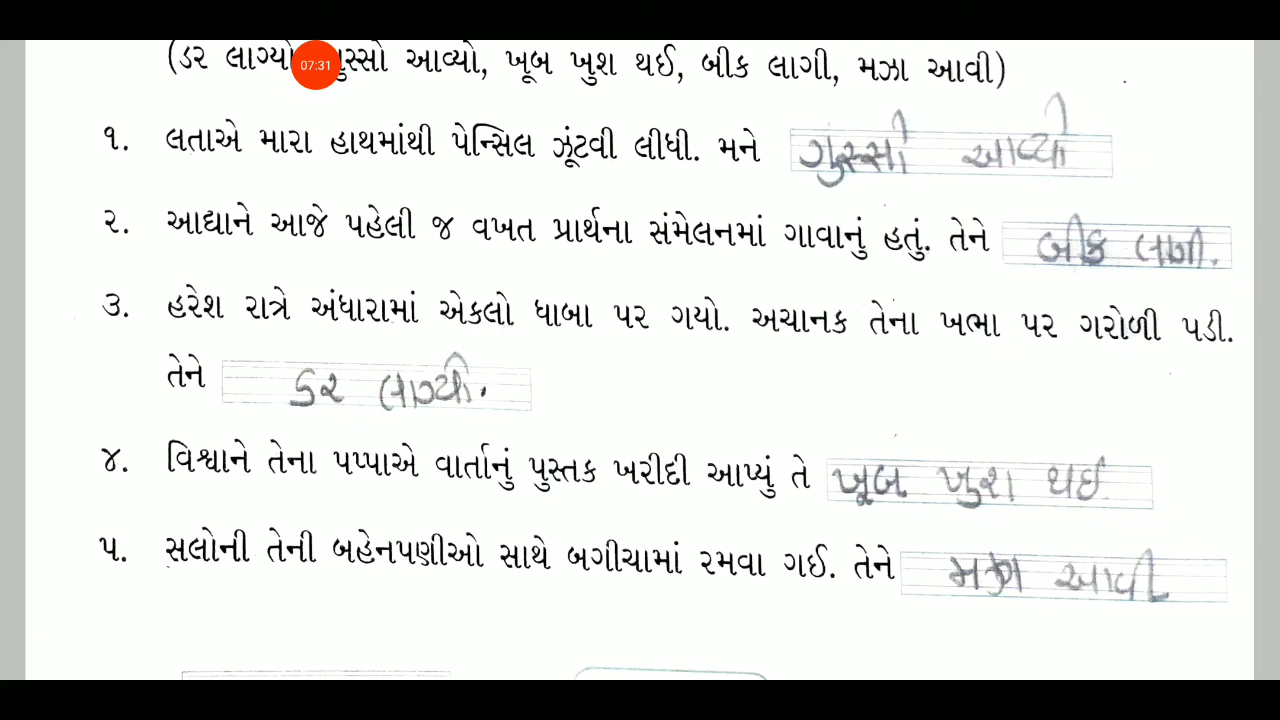 (ડર લાગ્યો 07:31 ગુસ્સો આવ્યો, ખૂબ ખુશ થઈ, બીક લાગી, મઝા આવી)
૧. લતાએ મારા હાથમાંથી પેન્સિલ ઝૂંટવી લીધી. મને ગુસ્સો આવ્યો
૨. આદ્યાને આજે પહેલી જ વખત પ્રાર્થના સંમેલનમાં ગાવાનું હતું. તેને બીક લાગી.
૩. હરેશ રાત્રે અંધારામાં એકલો ધાબા પર ગયો. અચાનક તેના ખભા પર ગરોળી પડી.
તેને ડર લાગ્યો.
૪. વિશ્વાને તેના પપ્પાએ વાર્તાનું પુસ્તક ખરીદી આપ્યું તે ખૂબ ખુશ થઈ
૫. સલોની તેની બહેનપણીઓ સાથે બગીચામાં રમવા ગઈ. તેને મઝા આવી